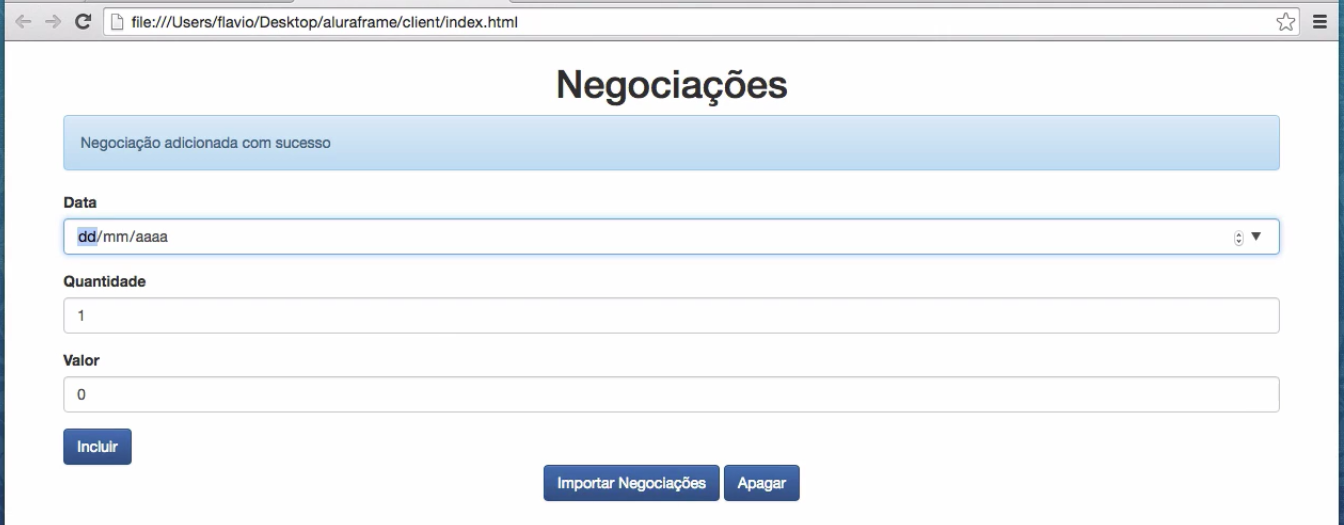 file:///Users/flavio/Desktop/aluraframe/client/index.html
Negociações
Negociação adicionada com sucesso
Data
dd/mm/aaaa
Quantidade
1
Valor
0
Incluir
Importar Negociações Apagar